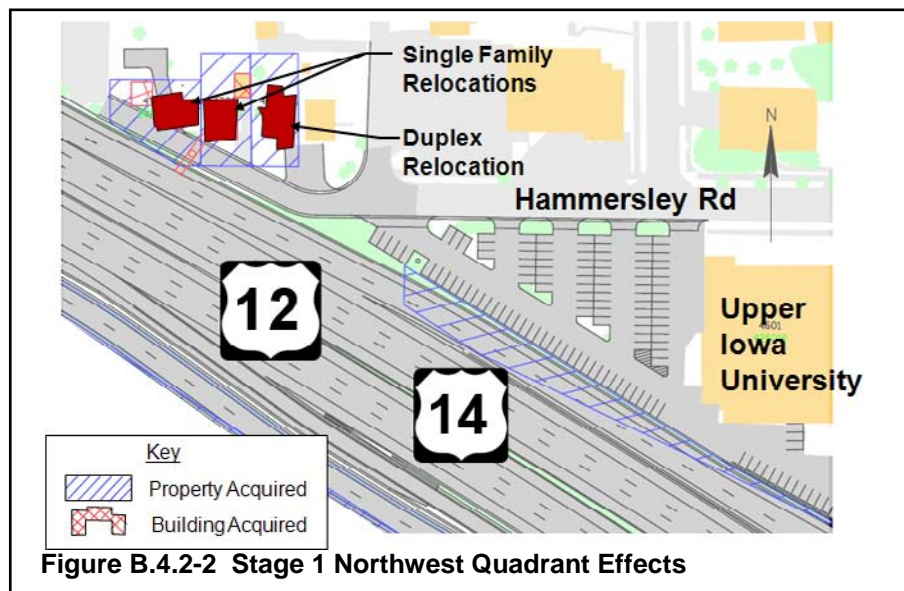 Single Family
Relocations
Duplex
Relocation
N
Hammersley Rd
12
14
Upper
4601
Iowa
University
Key
Property Acquired
Building Acquired
Figure B.4.2-2 Stage 1 Northwest Quadrant Effects